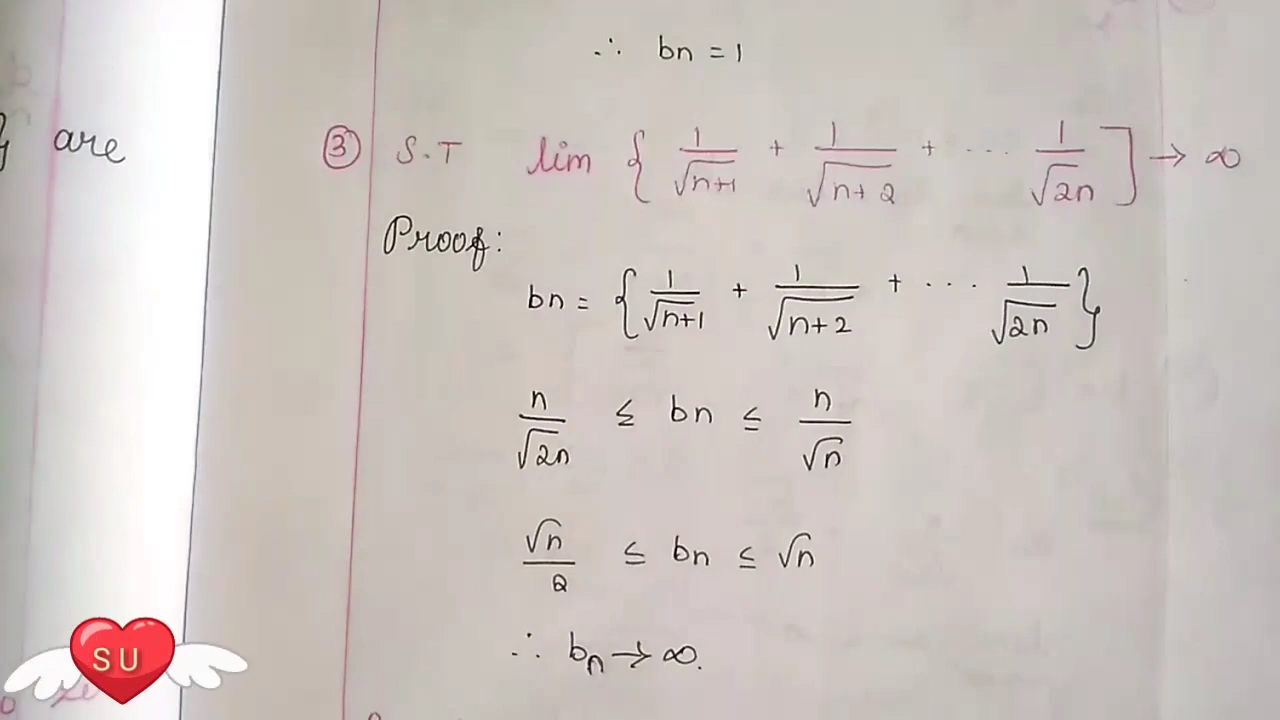 ∴ bn = 1
} are
③ S.T lim { 1/√n+1 + 1/√n+2 + ... 1/√2n ] → ∞
Proof:
bn = { 1/√n+1 + 1/√n+2 + ... 1/√2n }
n/√2n ≤ bn ≤ n/√n
√n/2 ≤ bn ≤ √n
∴ bn → ∞.
SU